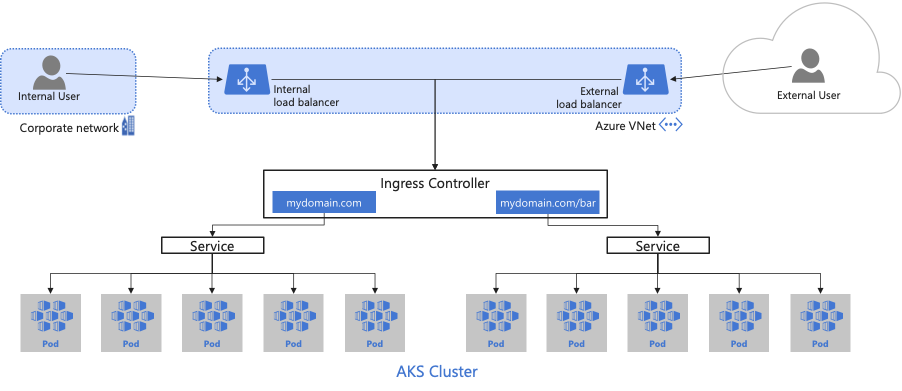 Internal User
Corporate network
Internal
load balancer
External
load balancer
Azure VNet
External User
Ingress Controller
mydomain.com
mydomain.com/bar
Service
Service
Pod
Pod
Pod
Pod
Pod
Pod
Pod
Pod
Pod
Pod
AKS Cluster